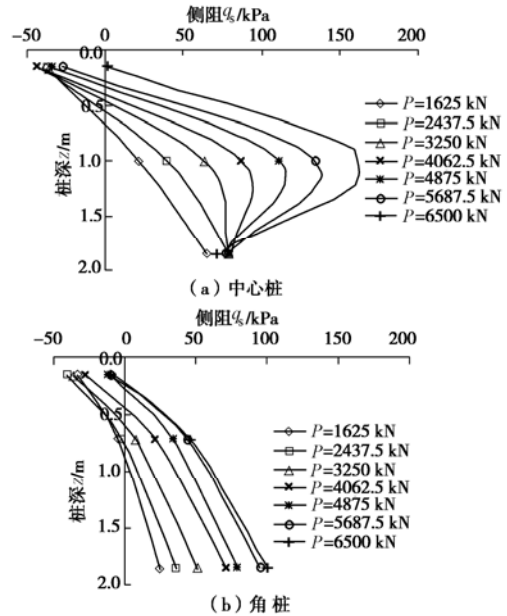 侧阻qs/kPa
-50 0.0 50 100 150 200
0.5
1.0
1.5
2.0
桩深z/m
P=1625 kN
P=2437.5 kN
P=3250 kN
P=4062.5 kN
P=4875 kN
P=5687.5 kN
P=6500 kN
(a) 中心桩
侧阻qs/kPa
-50 0 50 100 150 200
0.0
0.5
1.0
1.5
2.0
桩深z/m
P=1625 kN
P=2437.5 kN
P=3250 kN
P=4062.5 kN
P=4875 kN
P=5687.5 kN
P=6500 kN
(b) 角桩